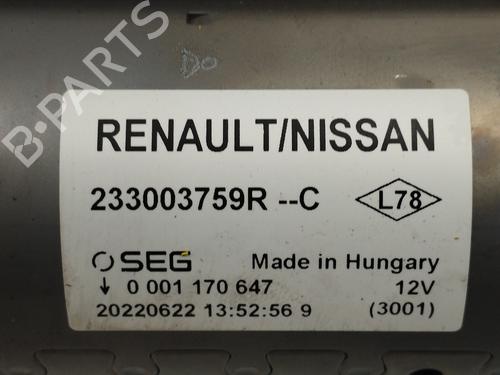 Do
B-PARTS
RENAULT/NISSAN
233003759R --C L78
SEG Made in Hungary
↓ 0 001 170 647 12V
20220622 13:52:56 9 (3001)